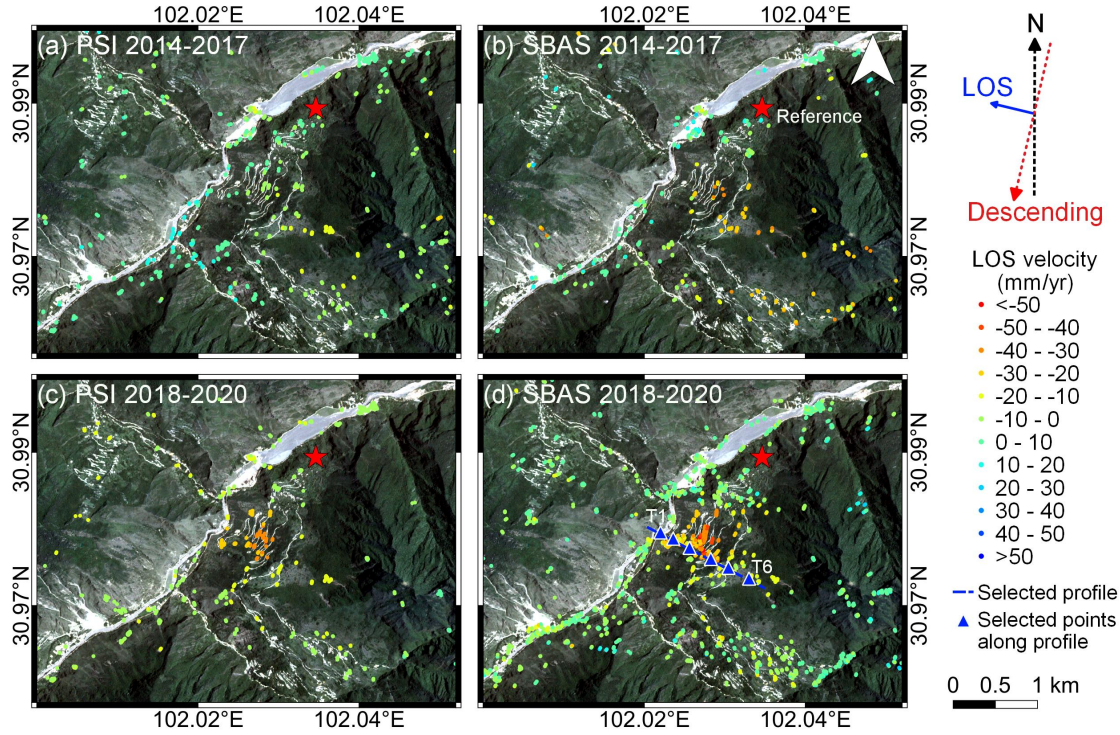 102.02°E 102.04°E 102.02°E 102.04°E
(a) PSI 2014-2017
(b) SBAS 2014-2017
30.99°N
30.97°N
Reference
30.99°N
30.97°N
N
LOS
Descending
(c) PSI 2018-2020
(d) SBAS 2018-2020
30.99°N
30.97°N
T1
T6
30.99°N
30.97°N
102.02°E 102.04°E 102.02°E 102.04°E
LOS velocity
(mm/yr)
<-50
-50 - -40
-40 - -30
-30 - -20
-20 - -10
-10 - 0
0 - 10
10 - 20
20 - 30
30 - 40
40 - 50
>50
Selected profile
Selected points
along profile
0 0.5 1 km